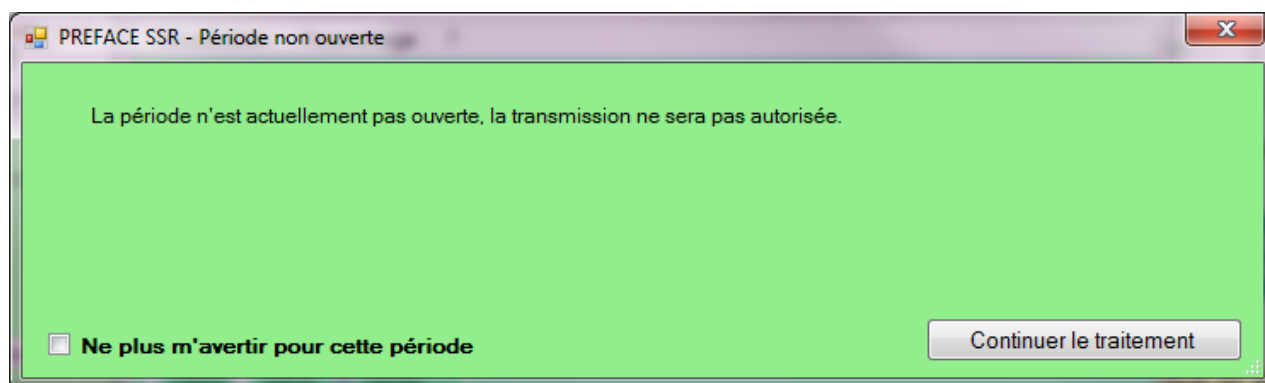 PREFACE SSR - Période non ouverte
La période n'est actuellement pas ouverte, la transmission ne sera pas autorisée.
Ne plus m'avertir pour cette période
Continuer le traitement